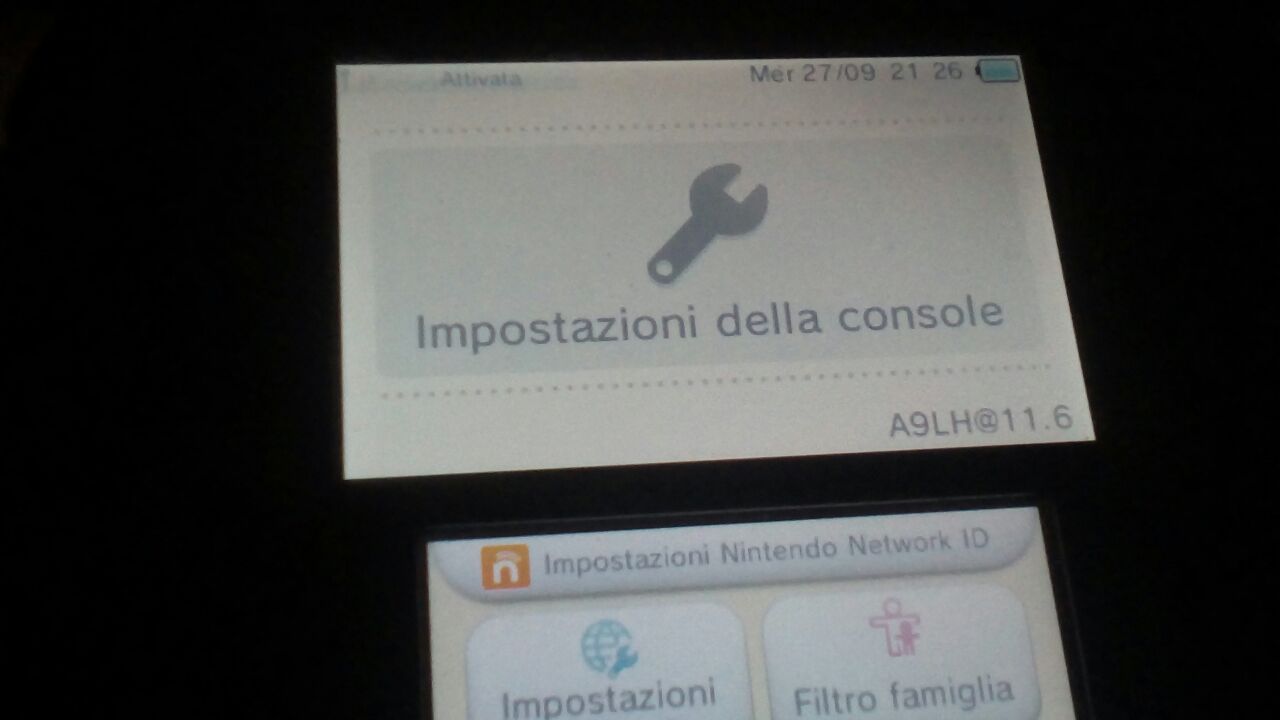 Attivata
Mer 27/09 21 26
Impostazioni della console
A9LH@11.6
Impostazioni Nintendo Network ID
Impostazioni
Filtro famiglia